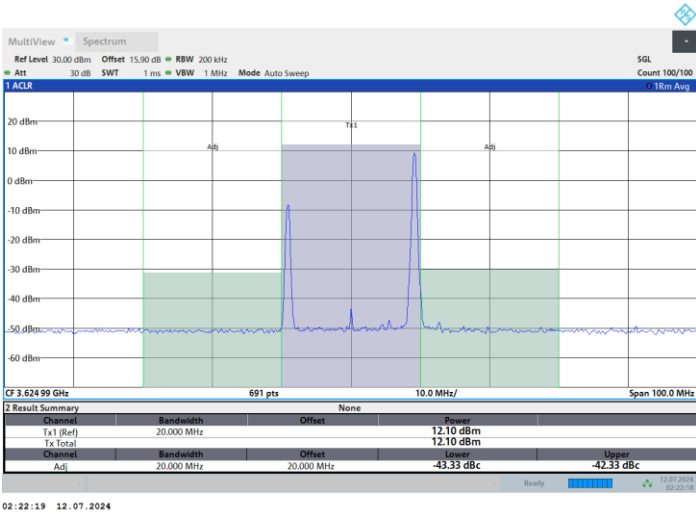 MultiView Spectrum
Ref Level 30.00 dBm Offset 15.90 dB RBW 200 kHz SGL
Att 30 dB SWT 1 ms VBW 1 MHz Mode Auto Sweep Count 100/100
1 ACLR 1Rm Avg
20 dBm
Tx1
Adj Adj
10 dBm
0 dBm
-10 dBm
-20 dBm
-30 dBm
-40 dBm
-50 dBm
-60 dBm
CF 3.624 99 GHz 691 pts 10.0 MHz/ Span 100.0 MHz
2 Result Summary None
Channel Bandwidth Offset Power
Tx1 (Ref) 20.000 MHz 12.10 dBm
Tx Total 12.10 dBm
Channel Bandwidth Offset Lower Upper
Adj 20.000 MHz 20.000 MHz -43.33 dBc -42.33 dBc
Ready 12.07.2024
02:22:18
02:22:19 12.07.2024